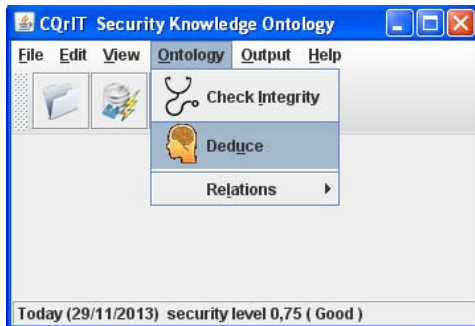 CQrIT Security Knowledge Ontology
File Edit View Ontology Output Help
Check Integrity
Deduce
Relations
Today (29/11/2013) security level 0,75 ( Good )